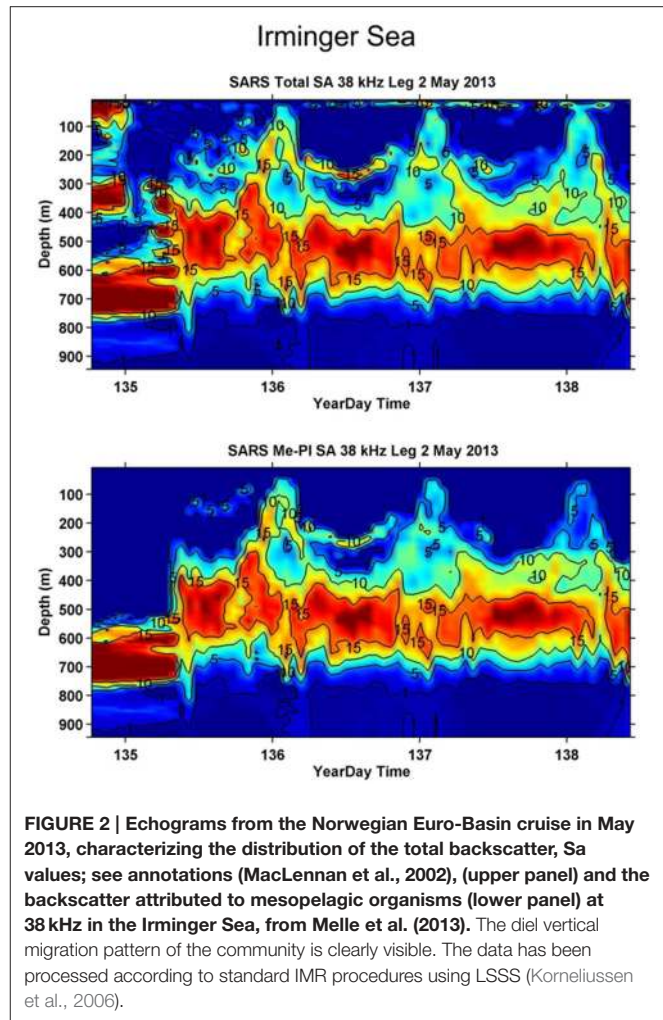 Irminger Sea
SARS Total SA 38 kHz Leg 2 May 2013
Depth (m)
100
200
300
400
500
600
700
800
900
135
136
137
138
YearDay Time
SARS Me-Pl SA 38 kHz Leg 2 May 2013
Depth (m)
100
200
300
400
500
600
700
800
900
135
136
137
138
YearDay Time
FIGURE 2 | Echograms from the Norwegian Euro-Basin cruise in May
2013, characterizing the distribution of the total backscatter, Sa
values; see annotations (MacLennan et al., 2002), (upper panel) and the
backscatter attributed to mesopelagic organisms (lower panel) at
38 kHz in the Irminger Sea, from Melle et al. (2013). The diel vertical
migration pattern of the community is clearly visible. The data has been
processed according to standard IMR procedures using LSSS (Korneliussen
et al., 2006).